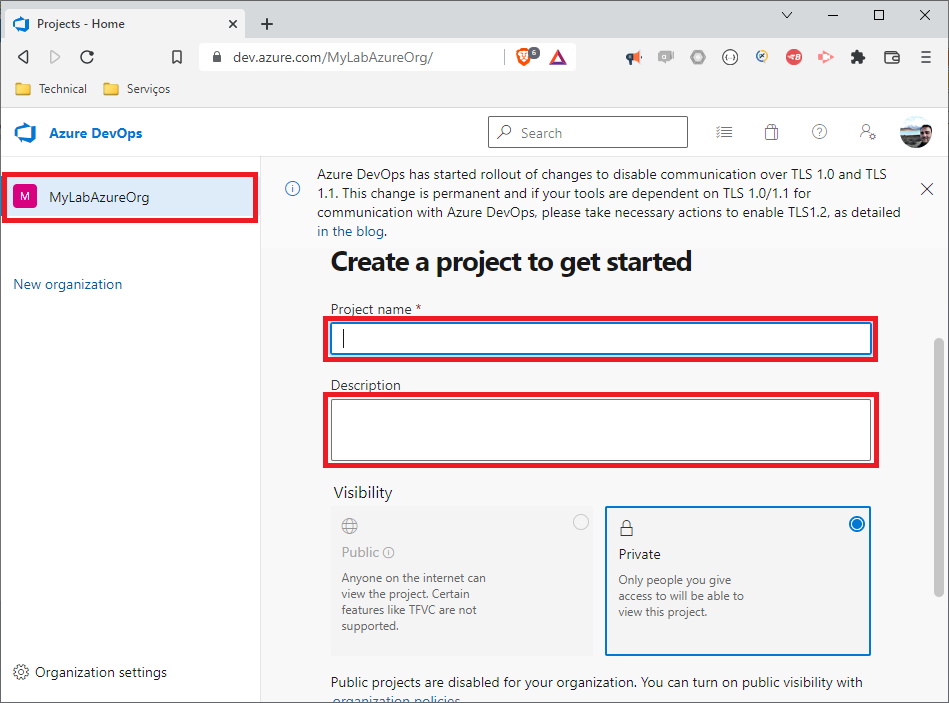 Projects - Home
dev.azure.com/MyLabAzureOrg/
6
Technical
Serviços
Azure DevOps
Search
M
MyLabAzureOrg
New organization
Organization settings
Azure DevOps has started rollout of changes to disable communication over TLS 1.0 and TLS
1.1. This change is permanent and if your tools are dependent on TLS 1.0/1.1 for
communication with Azure DevOps, please take necessary actions to enable TLS1.2, as detailed
in the blog.
Create a project to get started
Project name *
Description
Visibility
Public
Anyone on the internet can
view the project. Certain
features like TFVC are not
supported.
Private
Only people you give
access to will be able to
view this project.
Public projects are disabled for your organization. You can turn on public visibility with
organization policies.